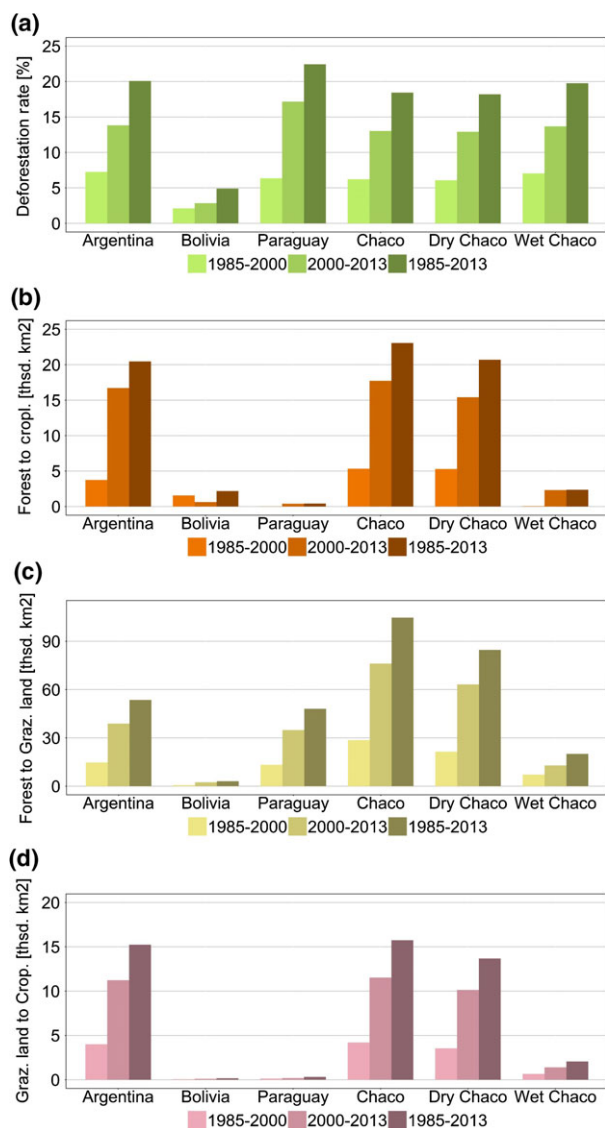 (a)
Deforestation rate [%]
25
20
15
10
5
0
Argentina Bolivia Paraguay Chaco Dry Chaco Wet Chaco
1985-2000 2000-2013 1985-2013
(b)
Forest to cropl. [thsd. km2]
25
20
15
10
5
0
Argentina Bolivia Paraguay Chaco Dry Chaco Wet Chaco
1985-2000 2000-2013 1985-2013
(c)
Forest to Graz. land [thsd. km2]
90
60
30
0
Argentina Bolivia Paraguay Chaco Dry Chaco Wet Chaco
1985-2000 2000-2013 1985-2013
(d)
Graz. land to Crop. [thsd. km2]
20
15
10
5
0
Argentina Bolivia Paraguay Chaco Dry Chaco Wet Chaco
1985-2000 2000-2013 1985-2013